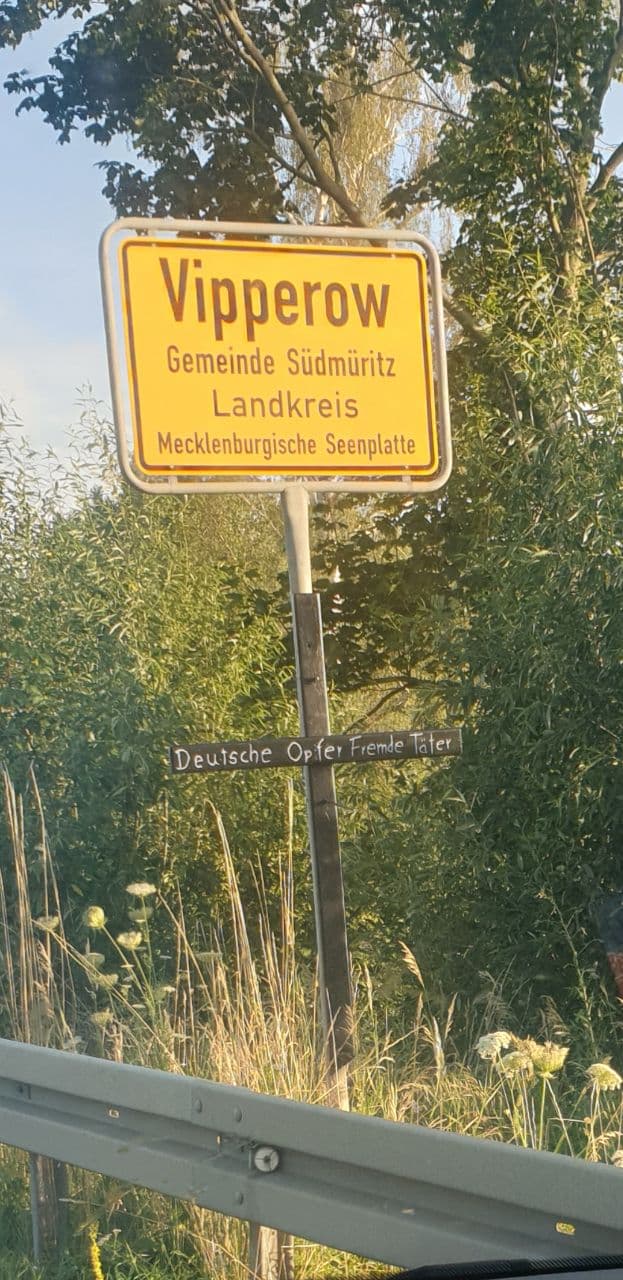 Vipperow
Gemeinde Südmüritz
Landkreis
Mecklenburgische Seenplatte
Deutsche Opfer Fremde Täter